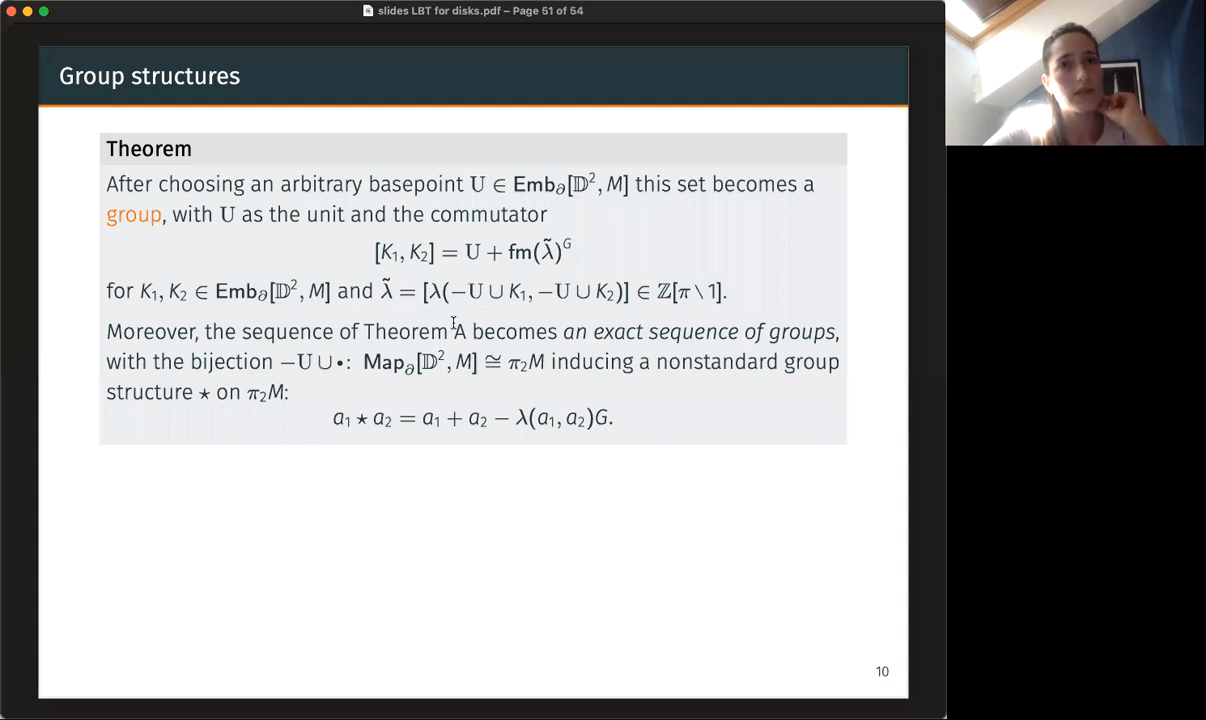 slides LBT for disks.pdf – Page 51 of 54
Group structures
Theorem
After choosing an arbitrary basepoint U ∈ Emb∂[𝔻², M] this set becomes a
group, with U as the unit and the commutator
[K₁, K₂] = U + fm(λ̃)ᴳ
for K₁, K₂ ∈ Emb∂[𝔻², M] and λ̃ = [λ(−U ∪ K₁, −U ∪ K₂)] ∈ ℤ[π∖1].
Moreover, the sequence of Theorem A becomes an exact sequence of groups,
with the bijection −U ∪ •: Map∂[𝔻², M] ≅ π₂M inducing a nonstandard group
structure ⋆ on π₂M:
a₁ ⋆ a₂ = a₁ + a₂ − λ(a₁, a₂)G.
10